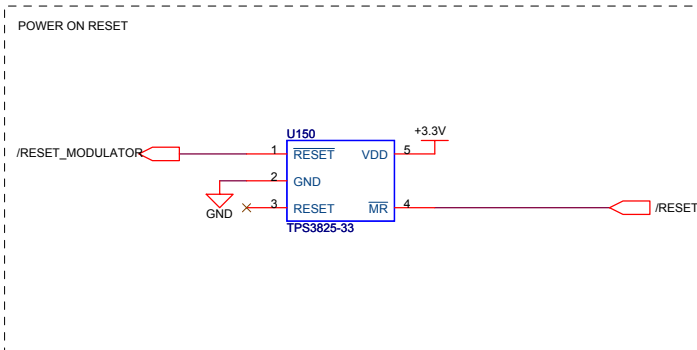 POWER ON RESET
U150
+3.3V
/RESET_MODULATOR
1
RESET
VDD
5
2
GND
GND
3
RESET
MR
4
/RESET
TPS3825-33